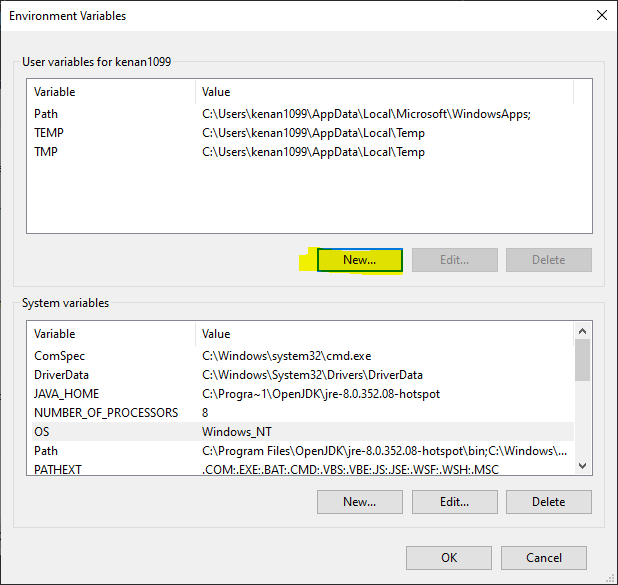 Environment Variables
User variables for kenan1099
Variable Value
Path C:\Users\kenan1099\AppData\Local\Microsoft\WindowsApps;
TEMP C:\Users\kenan1099\AppData\Local\Temp
TMP C:\Users\kenan1099\AppData\Local\Temp
New... Edit... Delete
System variables
Variable Value
ComSpec C:\Windows\system32\cmd.exe
DriverData C:\Windows\System32\Drivers\DriverData
JAVA_HOME C:\Progra~1\OpenJDK\jre-8.0.352.08-hotspot
NUMBER_OF_PROCESSORS 8
OS Windows_NT
Path C:\Program Files\OpenJDK\jre-8.0.352.08-hotspot\bin;C:\Windows\...
PATHEXT .COM;.EXE;.BAT;.CMD;.VBS;.VBE;.JS;.JSE;.WSF;.WSH;.MSC
New... Edit... Delete
OK Cancel